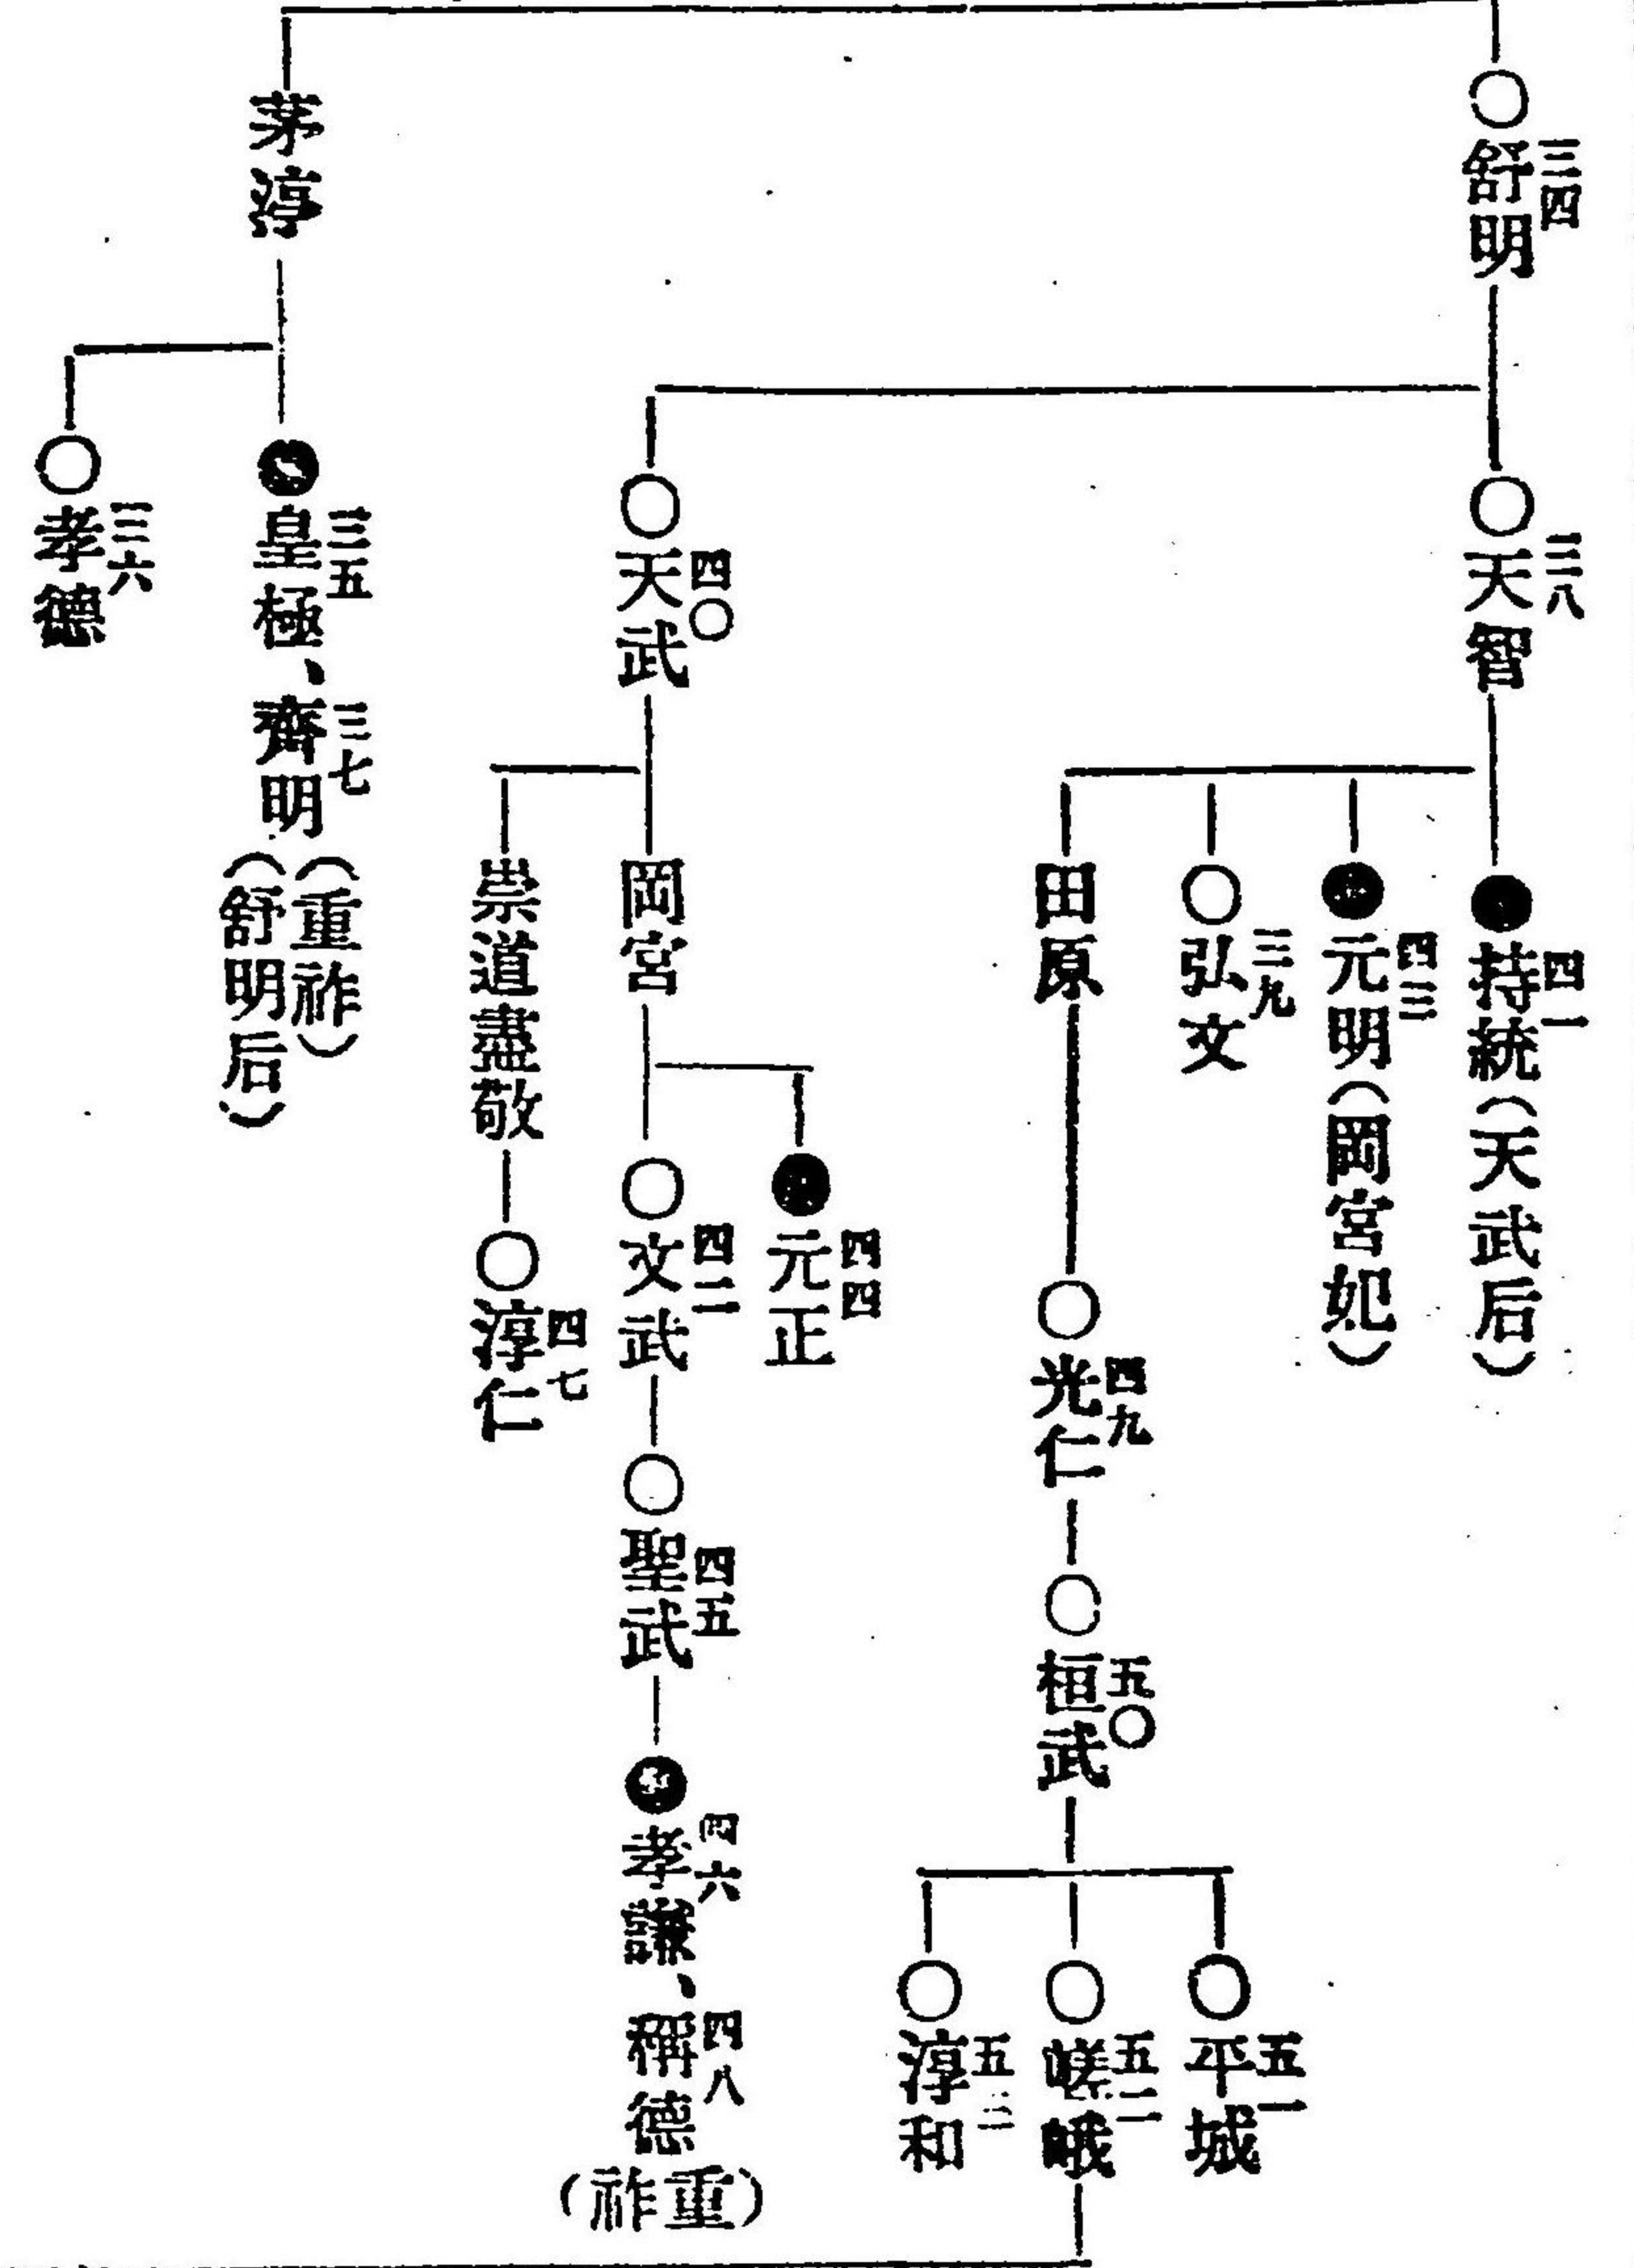 三四
○舒明
三八
○天智
四一
●持統(天武后)
四三
●元明(岡宮妃)
三九
○弘文
田原
四九
○光仁
五〇
○桓武
五一
○平城
五二
○嵯峨
五三
○淳和
四〇
○天武
岡宮
四四
●元正
四二
○文武
四五
○聖武
四六 四八
●孝謙、稱德
(重祚)
崇道盡敬
四七
○淳仁
茅渟
三五 三七
●皇極、齊明
(重祚)
(舒明后)
三六
○孝德